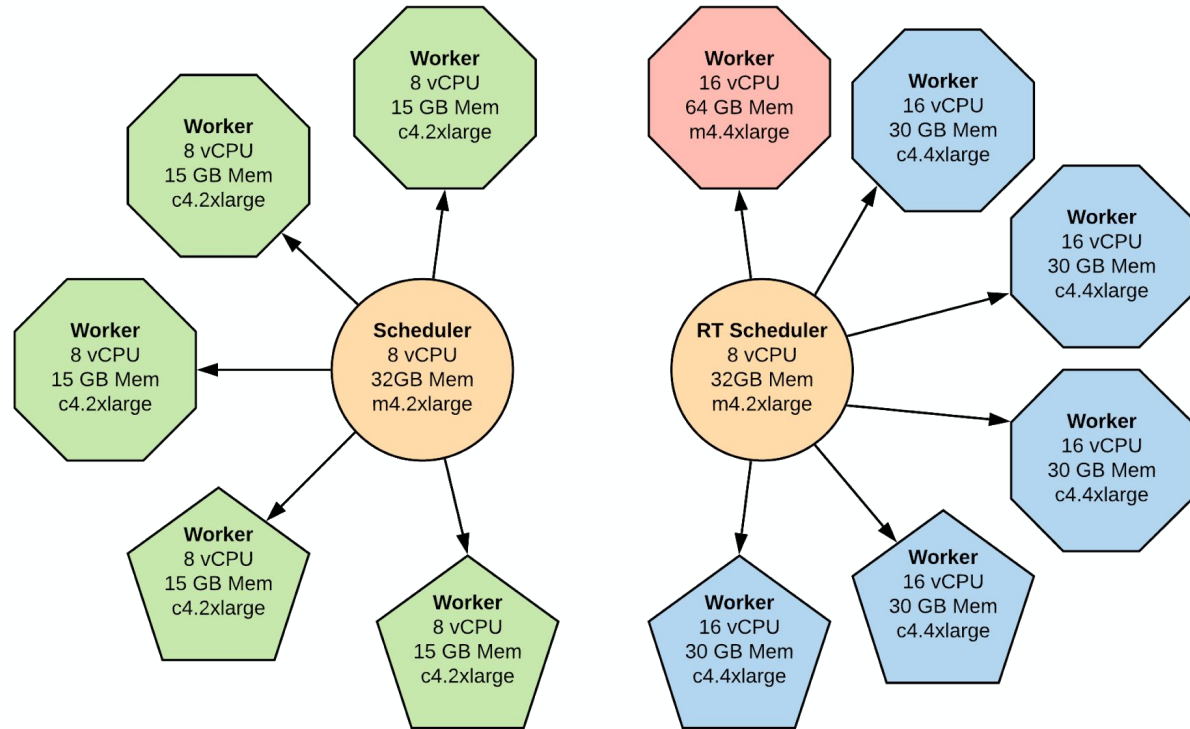 Worker
8 vCPU
15 GB Mem
c4.2xlarge
Worker
8 vCPU
15 GB Mem
c4.2xlarge
Worker
8 vCPU
15 GB Mem
c4.2xlarge
Scheduler
8 vCPU
32GB Mem
m4.2xlarge
Worker
8 vCPU
15 GB Mem
c4.2xlarge
Worker
8 vCPU
15 GB Mem
c4.2xlarge
Worker
16 vCPU
64 GB Mem
m4.4xlarge
Worker
16 vCPU
30 GB Mem
c4.4xlarge
Worker
16 vCPU
30 GB Mem
c4.4xlarge
RT Scheduler
8 vCPU
32GB Mem
m4.2xlarge
Worker
16 vCPU
30 GB Mem
c4.4xlarge
Worker
16 vCPU
30 GB Mem
c4.4xlarge
Worker
16 vCPU
30 GB Mem
c4.4xlarge